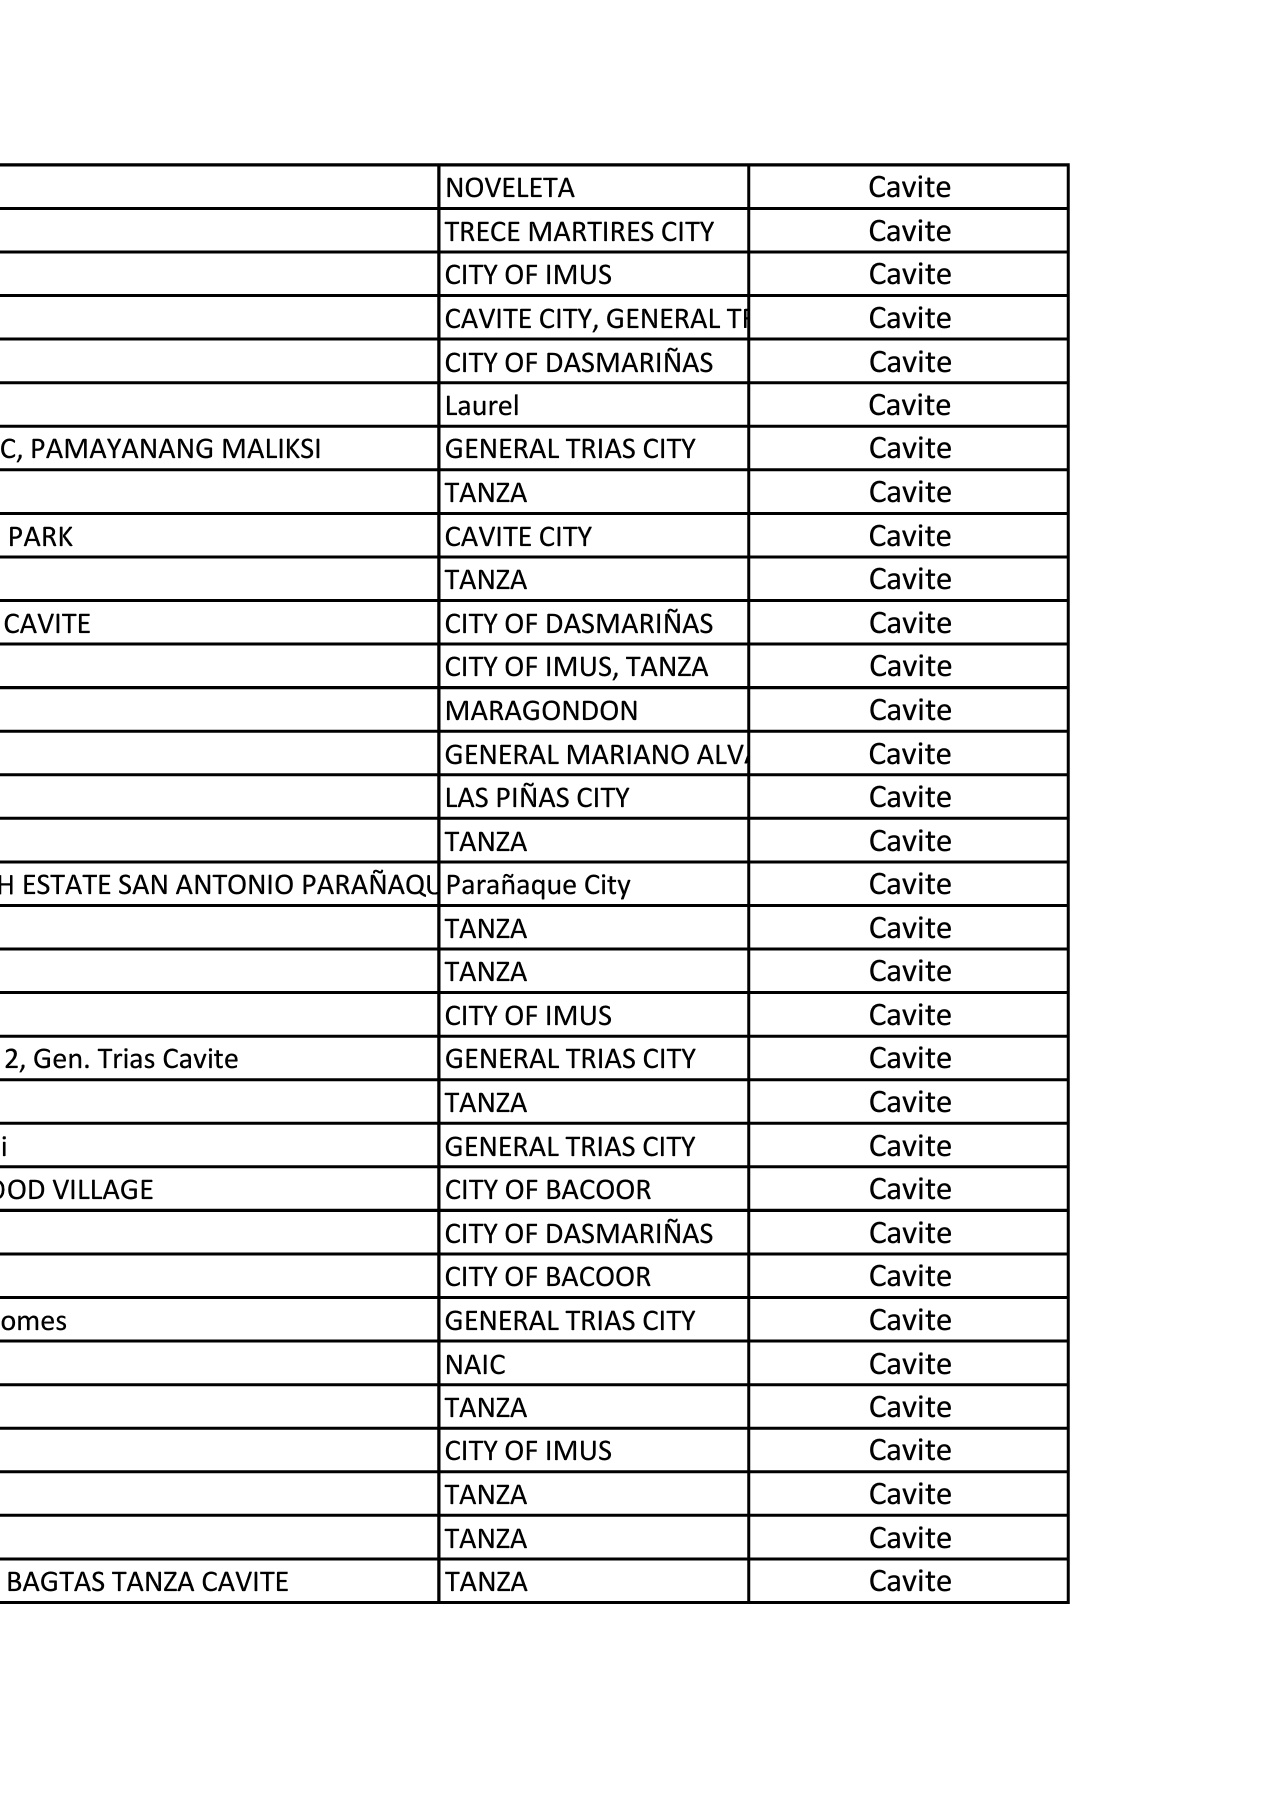 NOVELETA Cavite
TRECE MARTIRES CITY Cavite
CITY OF IMUS Cavite
CAVITE CITY, GENERAL Cavite
CITY OF DASMARIÑAS Cavite
Laurel Cavite
C, PAMAYANANG MALIKSI GENERAL TRIAS CITY Cavite
TANZA Cavite
PARK CAVITE CITY Cavite
TANZA Cavite
CAVITE CITY OF DASMARIÑAS Cavite
CITY OF IMUS, TANZA Cavite
MARAGONDON Cavite
GENERAL MARIANO Cavite
LAS PIÑAS CITY Cavite
TANZA Cavite
H ESTATE SAN ANTONIO PARAÑAQU Parañaque City Cavite
TANZA Cavite
TANZA Cavite
CITY OF IMUS Cavite
2, Gen. Trias Cavite GENERAL TRIAS CITY Cavite
TANZA Cavite
i GENERAL TRIAS CITY Cavite
OOD VILLAGE CITY OF BACOOR Cavite
CITY OF DASMARIÑAS Cavite
CITY OF BACOOR Cavite
omes GENERAL TRIAS CITY Cavite
NAIC Cavite
TANZA Cavite
CITY OF IMUS Cavite
TANZA Cavite
TANZA Cavite
BAGTAS TANZA CAVITE TANZA Cavite